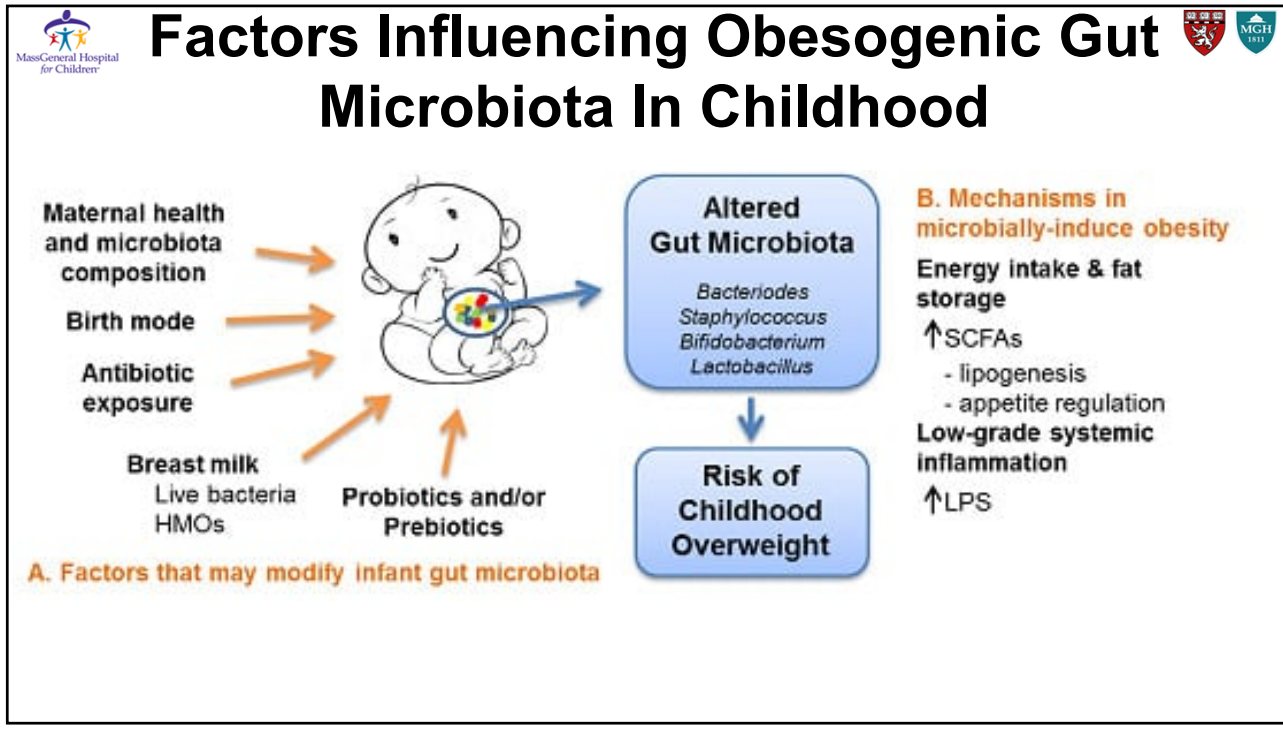 MassGeneral Hospital
for Children
Factors Influencing Obesogenic Gut
Microbiota In Childhood
MGH
1811
Maternal health
and microbiota
composition
Birth mode
Antibiotic
exposure
Breast milk
Live bacteria
HMOs
Probiotics and/or
Prebiotics
A. Factors that may modify infant gut microbiota
Altered
Gut Microbiota
Bacteriodes
Staphylococcus
Bifidobacterium
Lactobacillus
Risk of
Childhood
Overweight
B. Mechanisms in
microbially-induce obesity
Energy intake & fat
storage
↑SCFAs
- lipogenesis
- appetite regulation
Low-grade systemic
inflammation
↑LPS